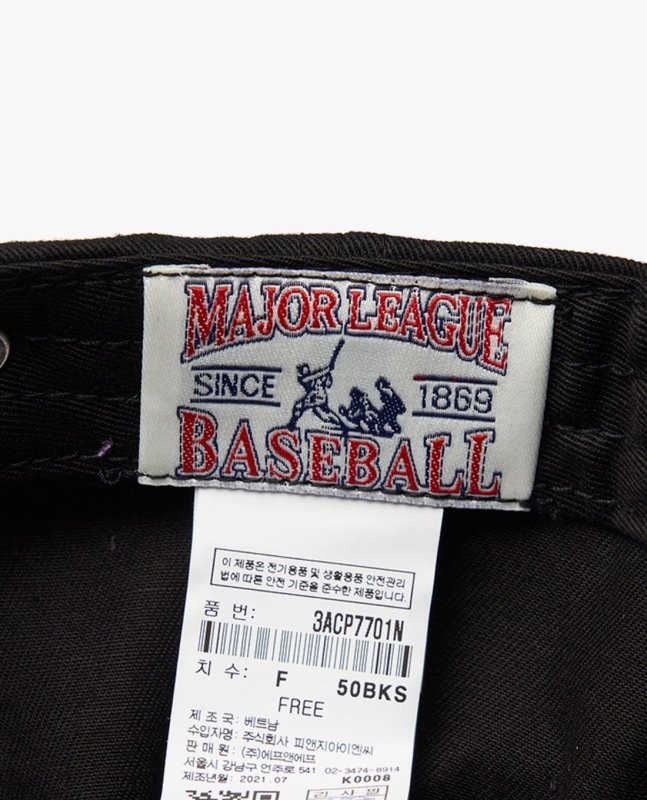 MAJOR LEAGUE
SINCE 1869
BASEBALL
이 제품은 전기용품 및 생활용품 안전관리
법에 따른 안전 기준을 준수한 제품입니다.
품 번: 3ACP7701N
치 수: F 50BKS
FREE
제 조 국: 베트남
수입자명: 주식회사 피앤지아이엔씨
판 매 원: (주)에프앤에프
서울시 강남구 언주로 541 02-3474-8914
제조년월: 2021.07 K0008
검 사 필